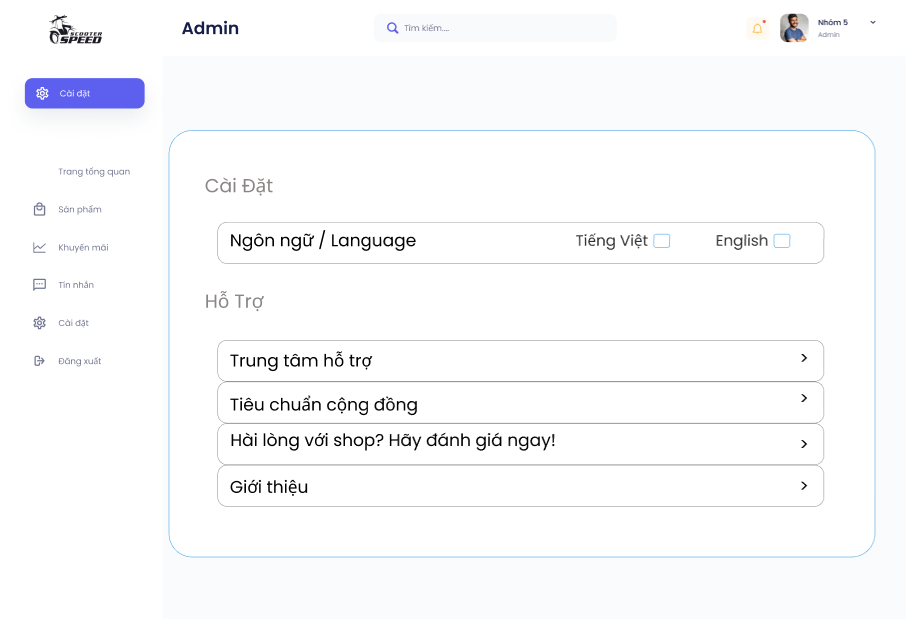 SCOOTER
SPEED
Admin
Tìm kiếm...
Nhóm 5
Admin
Cài đặt
Trang tổng quan
Sản phẩm
Khuyến mãi
Tin nhắn
Cài đặt
Đăng xuất
Cài Đặt
Ngôn ngữ / Language
Tiếng Việt
English
Hỗ Trợ
Trung tâm hỗ trợ
Tiêu chuẩn cộng đồng
Hài lòng với shop? Hãy đánh giá ngay!
Giới thiệu